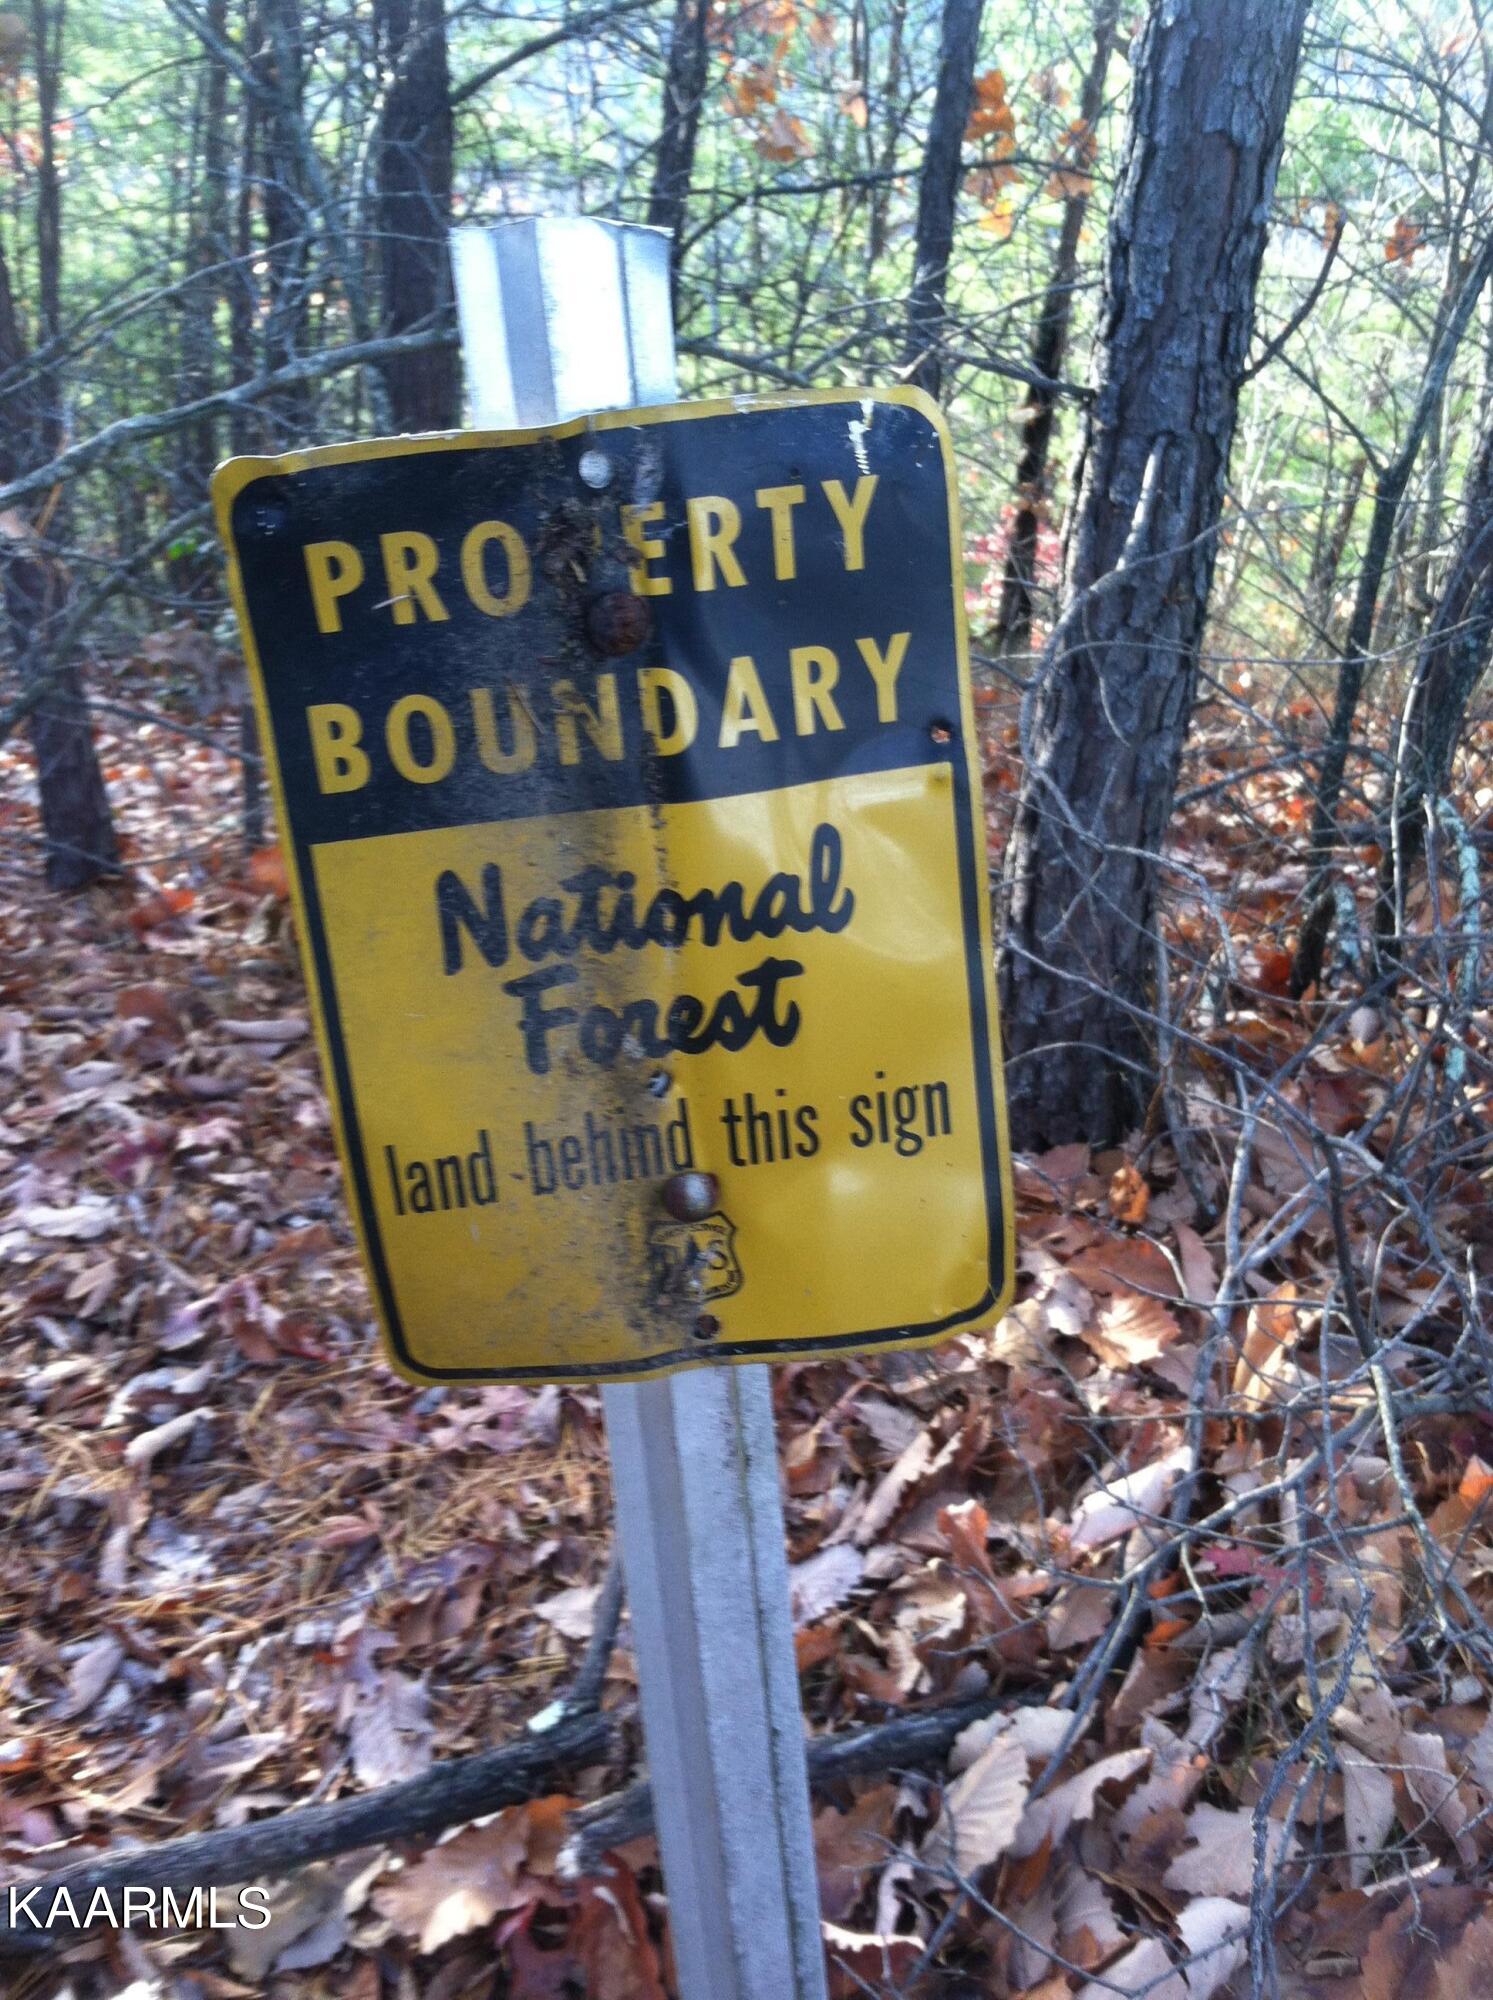 PROPERTY
BOUNDARY
National
Forest
land behind this sign
KAARMLS